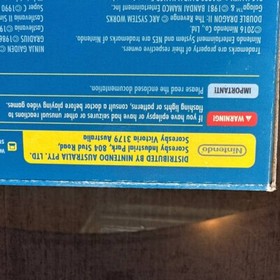 Nintendo
DISTRIBUTED BY NINTENDO AUSTRALIA PTY. LTD.
Scoresby Industrial Park, 804 Stud Road,
Scoresby Victoria 3179 Australia
WARNING! If you have epilepsy or have had seizures or other unusual reactions to
flashing lights or patterns, consult a doctor before playing video games.
IMPORTANT! Please read the enclosed documentation.
Trademarks are property of their respective owners.
Nintendo Entertainment System and NES are trademarks of Nintendo.
©2016 Nintendo Co., Ltd.
DOUBLE DRAGON II: The Revenge © ARC SYSTEM WORKS
Galaga™ & ©1981 BANDAI NAMCO
NINJA GAIDEN
GRADIUS ©1986
Castlevania
Castlevania
Super C ©1990